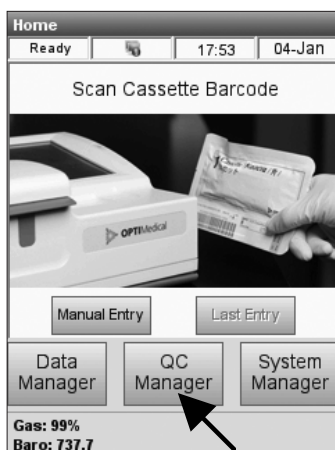 Home
Ready 17:53 04-Jan
Scan Cassette Barcode
OPTIMedical
Manual Entry Last Entry
Data Manager QC Manager System Manager
Gas: 99%
Baro: 737.7